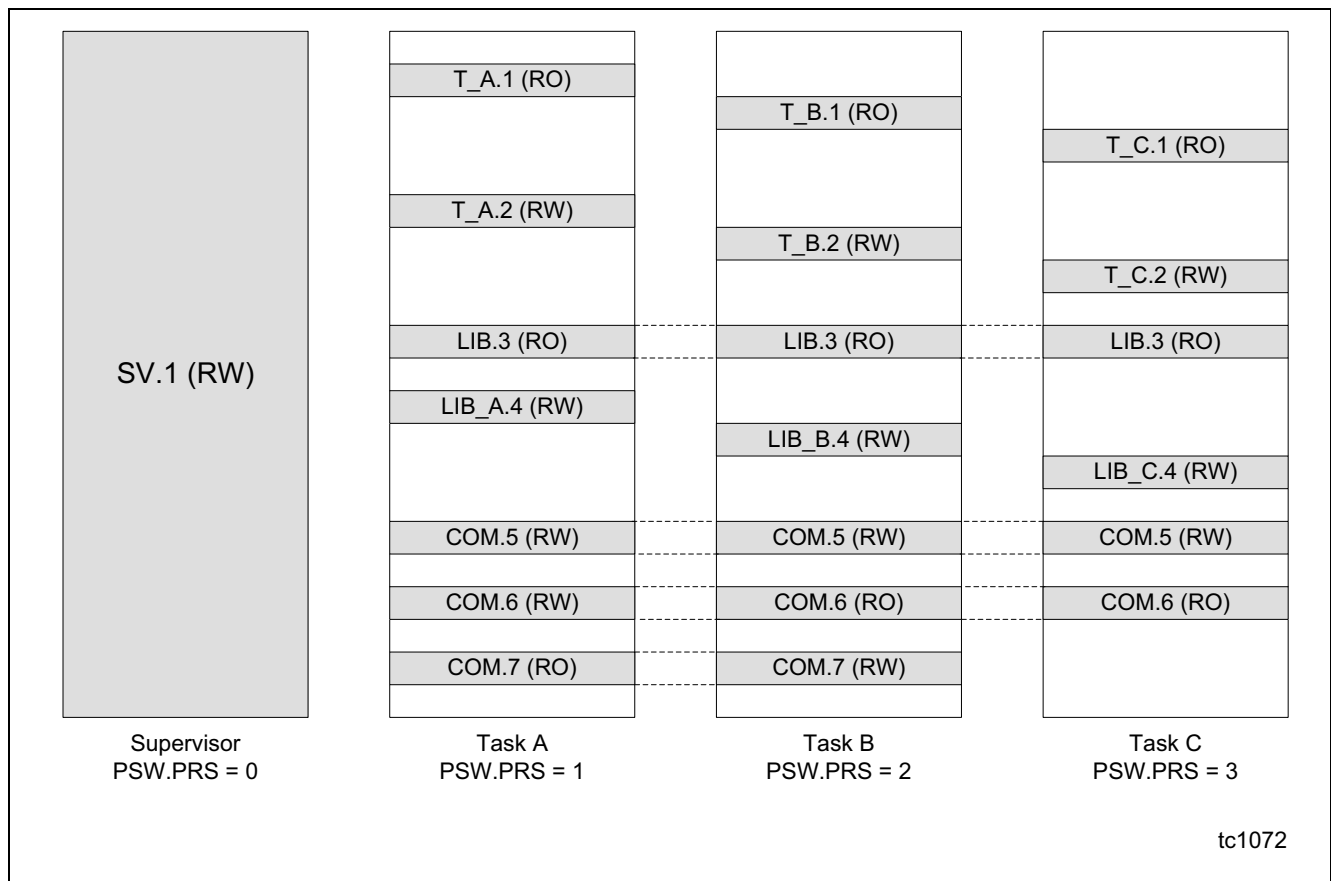 SV.1 (RW)
Supervisor
PSW.PRS = 0
T_A.1 (RO)
T_A.2 (RW)
LIB.3 (RO)
LIB_A.4 (RW)
COM.5 (RW)
COM.6 (RW)
COM.7 (RO)
Task A
PSW.PRS = 1
T_B.1 (RO)
T_B.2 (RW)
LIB.3 (RO)
LIB_B.4 (RW)
COM.5 (RW)
COM.6 (RO)
COM.7 (RW)
Task B
PSW.PRS = 2
T_C.1 (RO)
T_C.2 (RW)
LIB.3 (RO)
LIB_C.4 (RW)
COM.5 (RW)
COM.6 (RO)
Task C
PSW.PRS = 3
tc1072